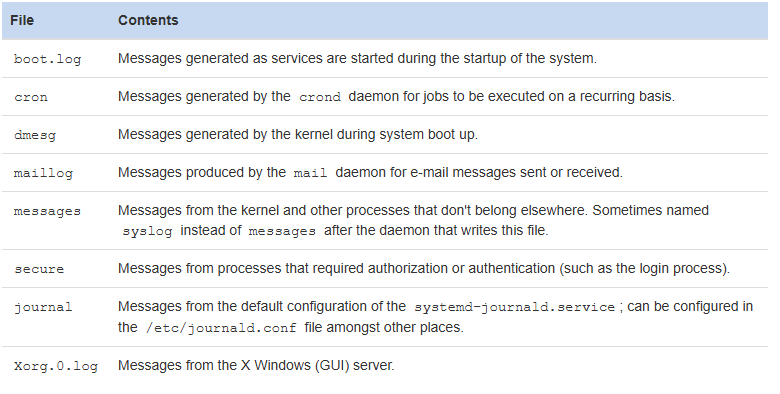 File Contents
boot.log Messages generated as services are started during the startup of the system.
cron Messages generated by the crond daemon for jobs to be executed on a recurring basis.
dmesg Messages generated by the kernel during system boot up.
maillog Messages produced by the mail daemon for e-mail messages sent or received.
messages Messages from the kernel and other processes that don't belong elsewhere. Sometimes named
syslog instead of messages after the daemon that writes this file.
secure Messages from processes that required authorization or authentication (such as the login process).
journal Messages from the default configuration of the systemd-journald.service; can be configured in
the /etc/journald.conf file amongst other places.
Xorg.0.log Messages from the X Windows (GUI) server.